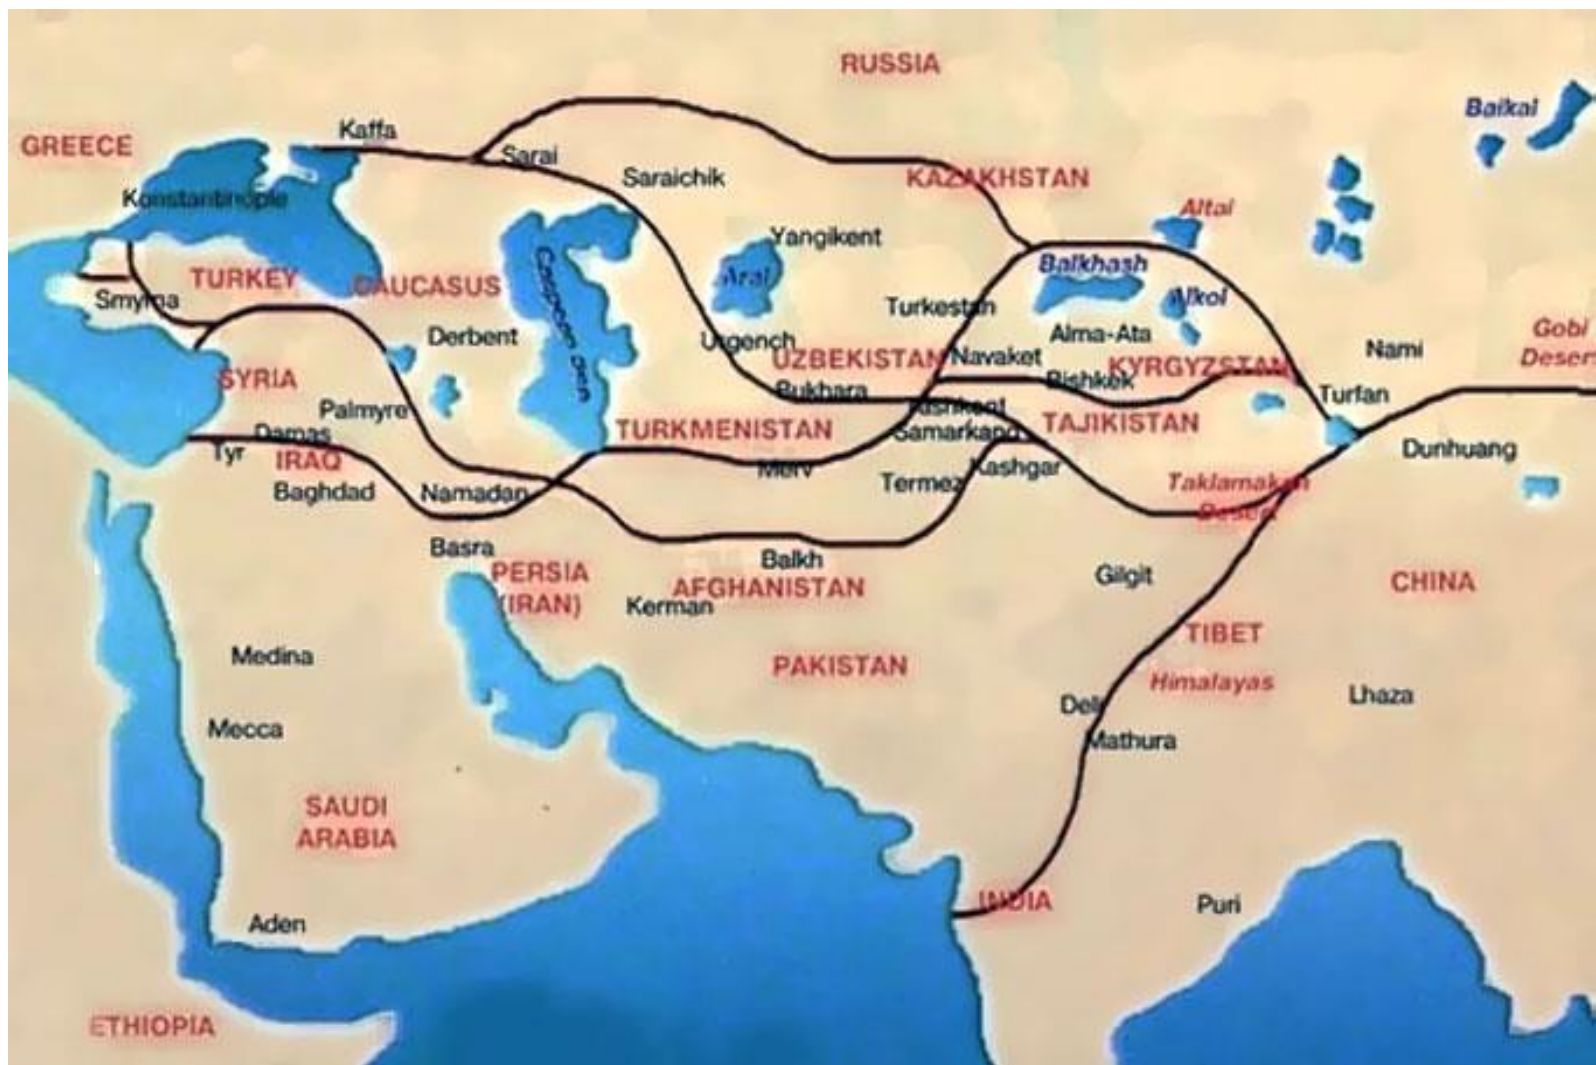 RUSSIA
Baikal
Kaffa
GREECE
Sarai
Saraichik
KAZAKHSTAN
Konstantinople
Altai
Yangikent
Balkhash
TURKEY
CAUCASUS
Aral
Smyrna
Alkol
Turkestan
Derbent
Alma-Ata
Urgench
Gobi
Desert
Nami
UZBEKISTAN
Navaket
KYRGYZSTAN
SYRIA
Bishkek
Bukhara
Turfan
Palmyre
Tashkent
TURKMENISTAN
Samarkand
TAJIKISTAN
Damas
Tyr
IRAQ
Dunhuang
Merv
Kashgar
Baghdad
Namadan
Termez
Taklamakan
Desert
Basra
Balkh
PERSIA
(IRAN)
AFGHANISTAN
Kerman
Gilgit
CHINA
TIBET
Medina
PAKISTAN
Himalayas
Lhaza
Mecca
Mathura
SAUDI
ARABIA
INDIA
Puri
Aden
ETHIOPIA